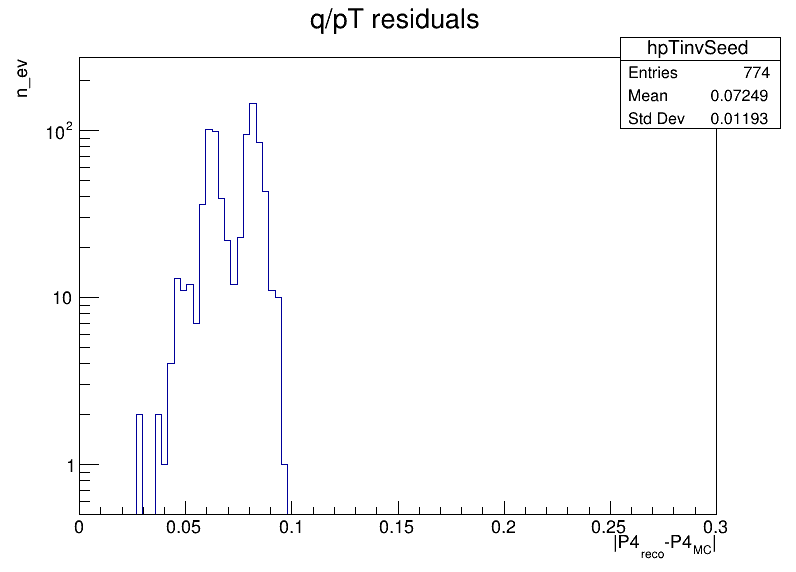 q/pT residuals
hpTinvSeed
Entries 774
Mean 0.07249
Std Dev 0.01193
n_ev
10²
10
1
0 0.05 0.1 0.15 0.2 0.25 0.3
|P4reco-P4MC|